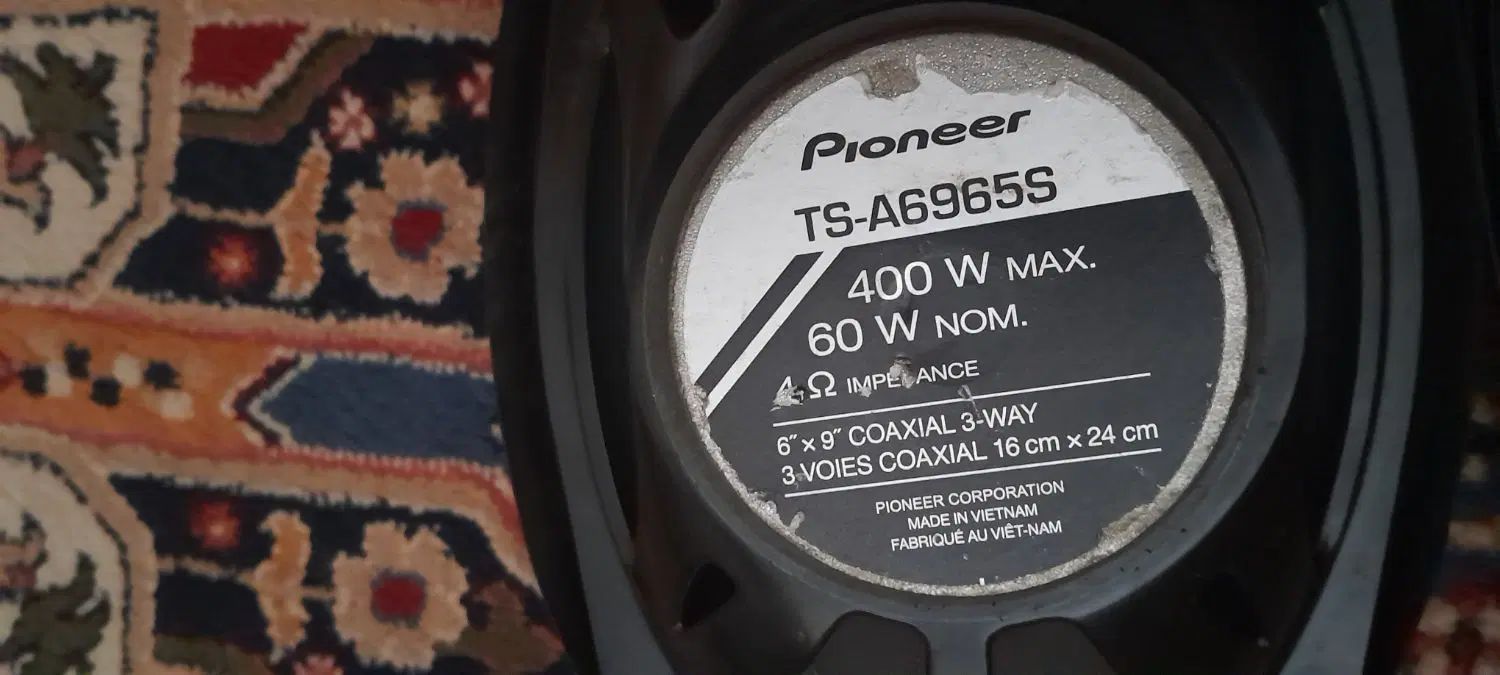 Pioneer
TS-A6965S
400 W MAX.
60 W NOM.
4 Ω IMPEDANCE
6″ x 9″ COAXIAL 3-WAY
3 VOIES COAXIAL 16 cm x 24 cm
PIONEER CORPORATION
MADE IN VIETNAM
FABRIQUÉ AU VIÊT-NAM